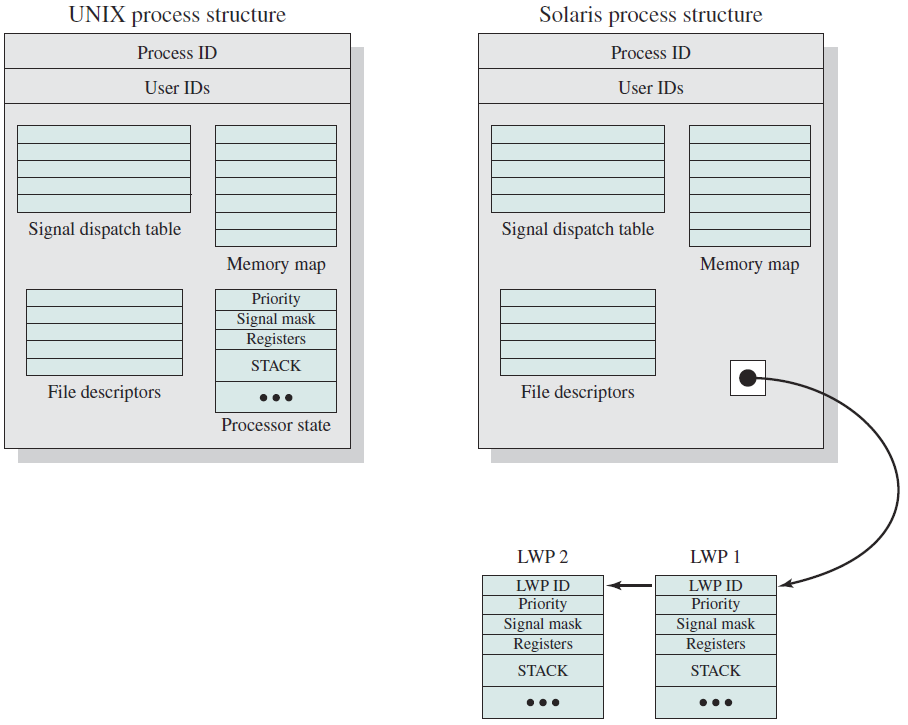 UNIX process structure
Process ID
User IDs
Signal dispatch table
Memory map
Priority
Signal mask
Registers
STACK
File descriptors
Processor state
Solaris process structure
Process ID
User IDs
Signal dispatch table
Memory map
File descriptors
LWP 2
LWP ID
Priority
Signal mask
Registers
STACK
LWP 1
LWP ID
Priority
Signal mask
Registers
STACK